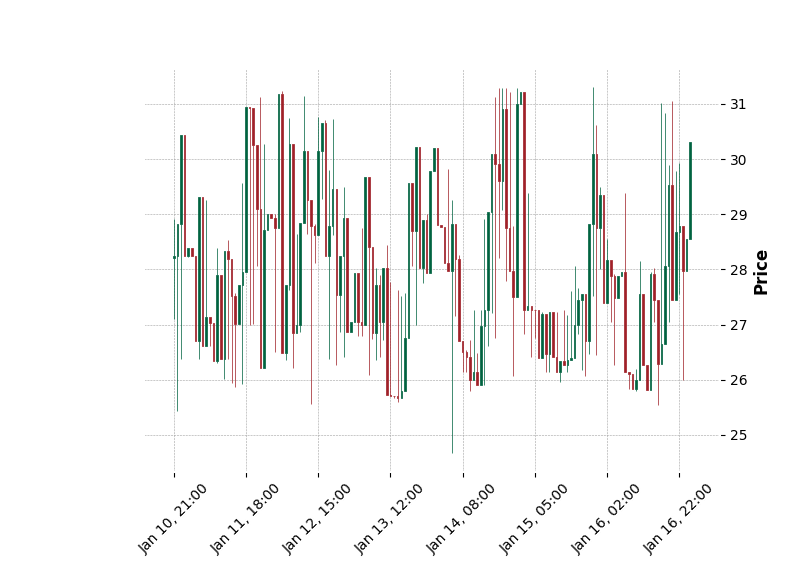 31
30
29
28
27
26
25
Price
Jan 10, 21:00
Jan 11, 18:00
Jan 12, 15:00
Jan 13, 12:00
Jan 14, 08:00
Jan 15, 05:00
Jan 16, 02:00
Jan 16, 22:00